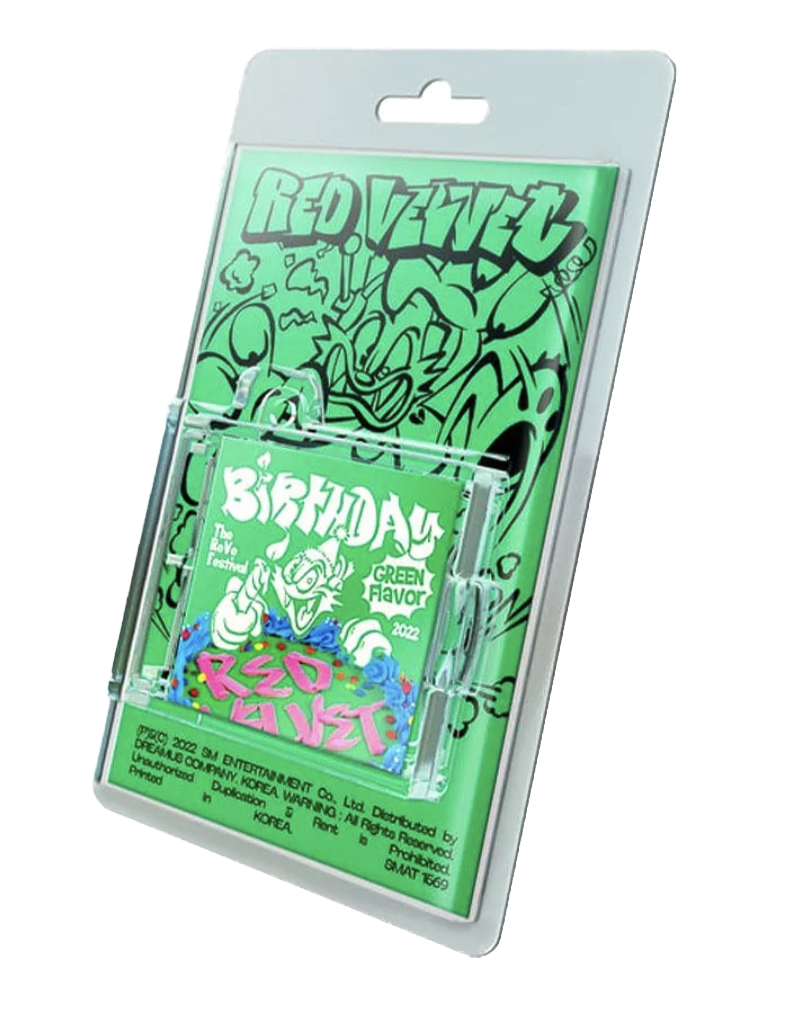 RED VELVET
BiRTHDAY
The
ReVe
Festival
GREEN
Flavor
2022
RED
VELVET
(P)&(C) 2022 SM ENTERTAINMENT Co., Ltd. Distributed by
DREAMUS COMPANY. KOREA. WARNING : All Rights Reserved.
Unauthorized Duplication & Rent is Prohibited.
Printed in KOREA. SMAT 1569